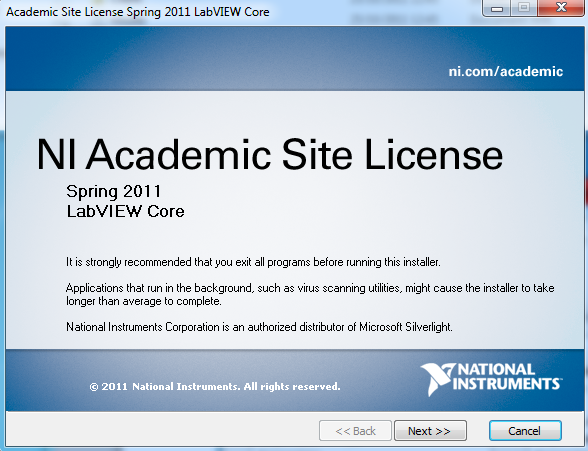 Academic Site License Spring 2011 LabVIEW Core
ni.com/academic
NI Academic Site License
Spring 2011
LabVIEW Core
It is strongly recommended that you exit all programs before running this installer.
Applications that run in the background, such as virus scanning utilities, might cause the installer to take
longer than average to complete.
National Instruments Corporation is an authorized distributor of Microsoft Silverlight.
© 2011 National Instruments. All rights reserved.
NATIONAL
INSTRUMENTS
<< Back
Next >>
Cancel